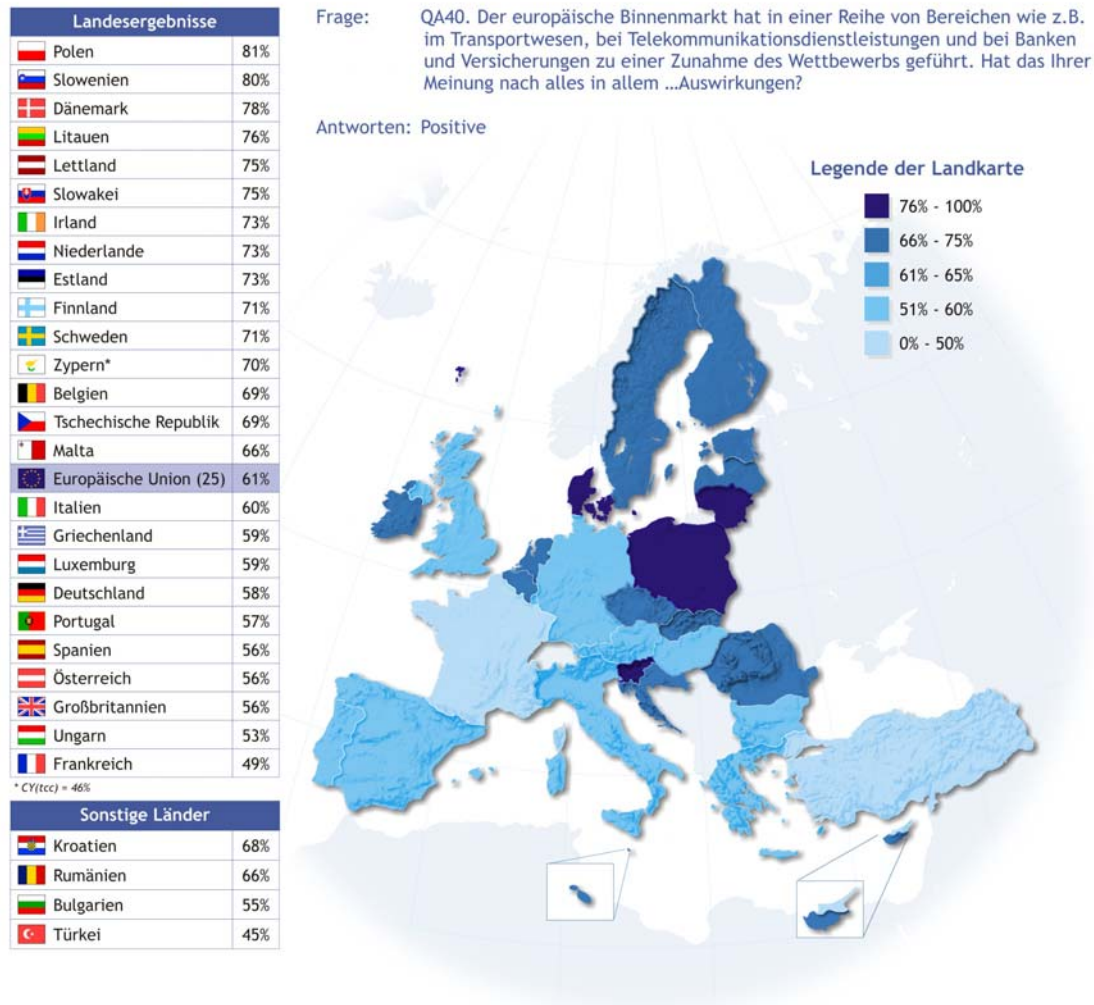 Landesergebnisse
Polen 81%
Slowenien 80%
Dänemark 78%
Litauen 76%
Lettland 75%
Slowakei 75%
Irland 73%
Niederlande 73%
Estland 73%
Finnland 71%
Schweden 71%
Zypern* 70%
Belgien 69%
Tschechische Republik 69%
Malta 66%
Europäische Union (25) 61%
Italien 60%
Griechenland 59%
Luxemburg 59%
Deutschland 58%
Portugal 57%
Spanien 56%
Österreich 56%
Großbritannien 56%
Ungarn 53%
Frankreich 49%
* CY(tcc) = 46%
Sonstige Länder
Kroatien 68%
Rumänien 66%
Bulgarien 55%
Türkei 45%
Frage: QA40. Der europäische Binnenmarkt hat in einer Reihe von Bereichen wie z.B.
im Transportwesen, bei Telekommunikationsdienstleistungen und bei Banken
und Versicherungen zu einer Zunahme des Wettbewerbs geführt. Hat das Ihrer
Meinung nach alles in allem ...Auswirkungen?
Antworten: Positive
Legende der Landkarte
76% - 100%
66% - 75%
61% - 65%
51% - 60%
0% - 50%